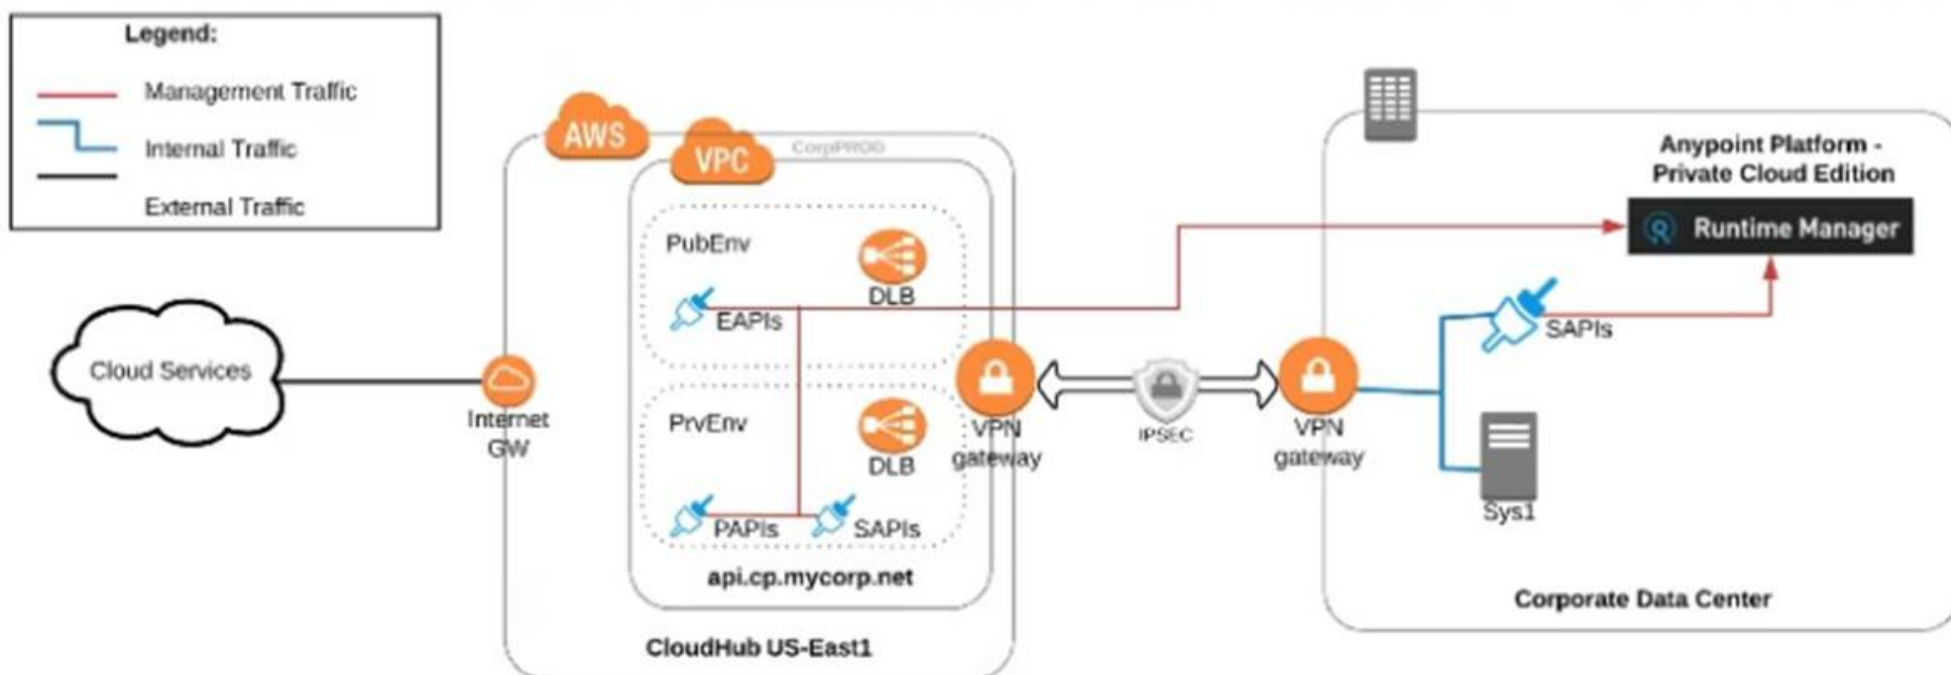 Legend:
Management Traffic
Internal Traffic
External Traffic
AWS
VPC
CorpPROD
PubEnv
DLB
EAPIs
Cloud Services
Internet
GW
PrvEnv
DLB
PAPIs
SAPIs
api.cp.mycorp.net
CloudHub US-East1
VPN
gateway
IPSEC
VPN
gateway
Anypoint Platform -
Private Cloud Edition
Runtime Manager
SAPIs
Sys1
Corporate Data Center